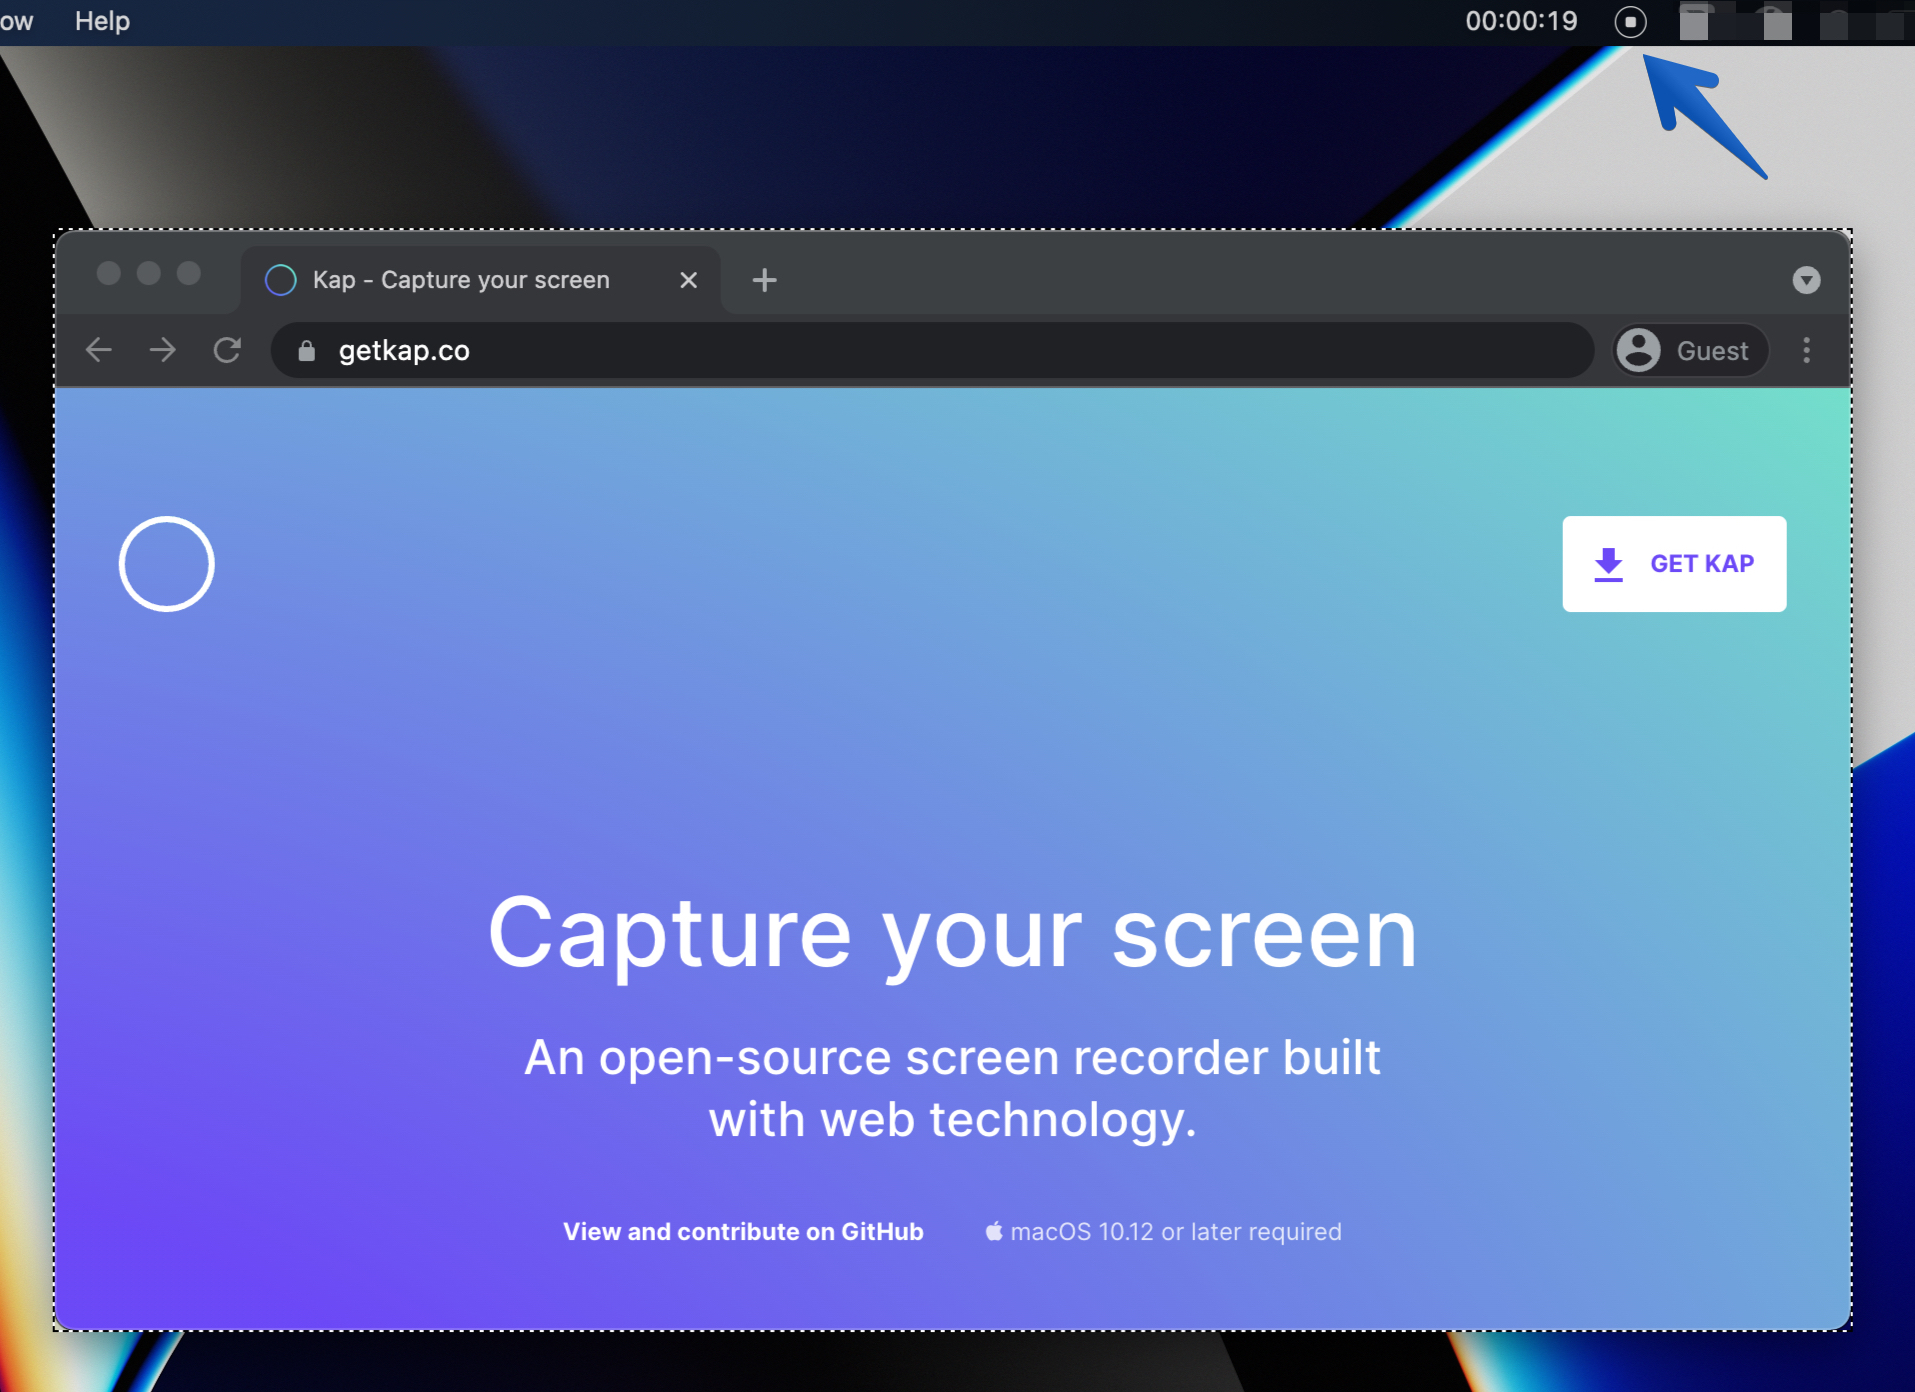 ow Help 00:00:19
Kap - Capture your screen
getkap.co Guest
GET KAP
Capture your screen
An open-source screen recorder built
with web technology.
View and contribute on GitHub macOS 10.12 or later required